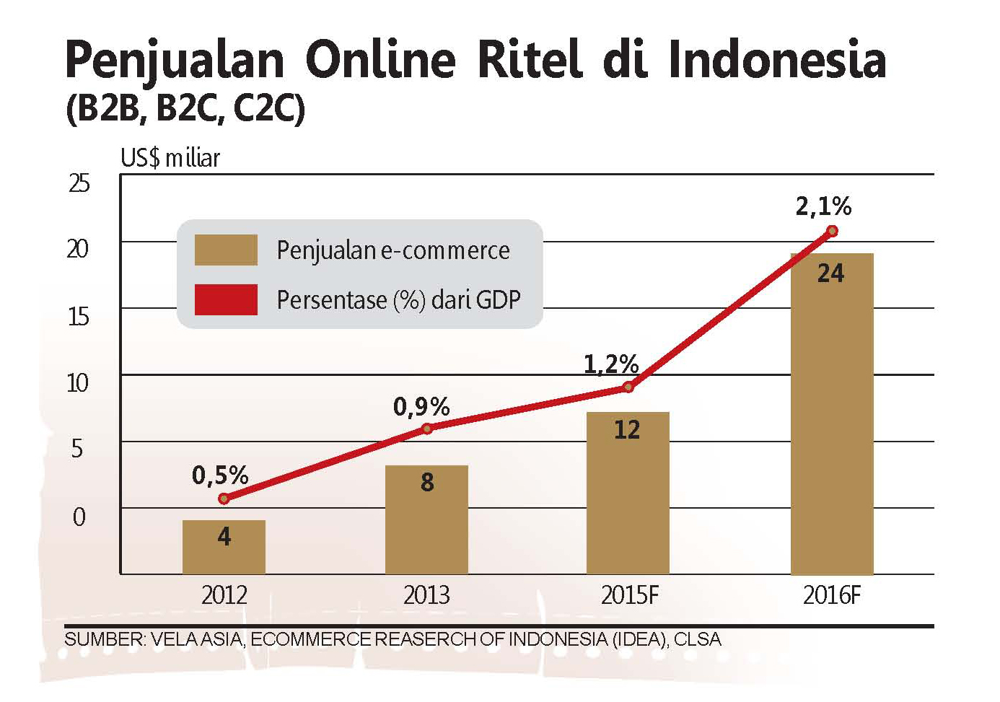 Penjualan Online Ritel di Indonesia
(B2B, B2C, C2C)
US$ miliar
25
20
15
10
5
0
Penjualan e-commerce
Persentase (%) dari GDP
0,5%
0,9%
1,2%
2,1%
4
8
12
24
2012
2013
2015F
2016F
SUMBER: VELA ASIA, ECOMMERCE REASERCH OF INDONESIA (IDEA), CLSA